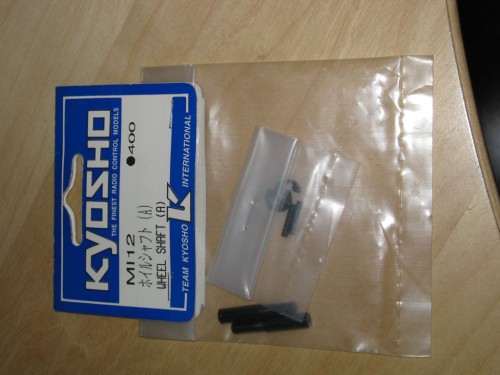 KYOSHO
THE FINEST RADIO CONTROL MODELS
MI12 ●400
ホイルシャフト (A)
WHEEL SHAFT (A)
K
TEAM KYOSHO INTERNATIONAL